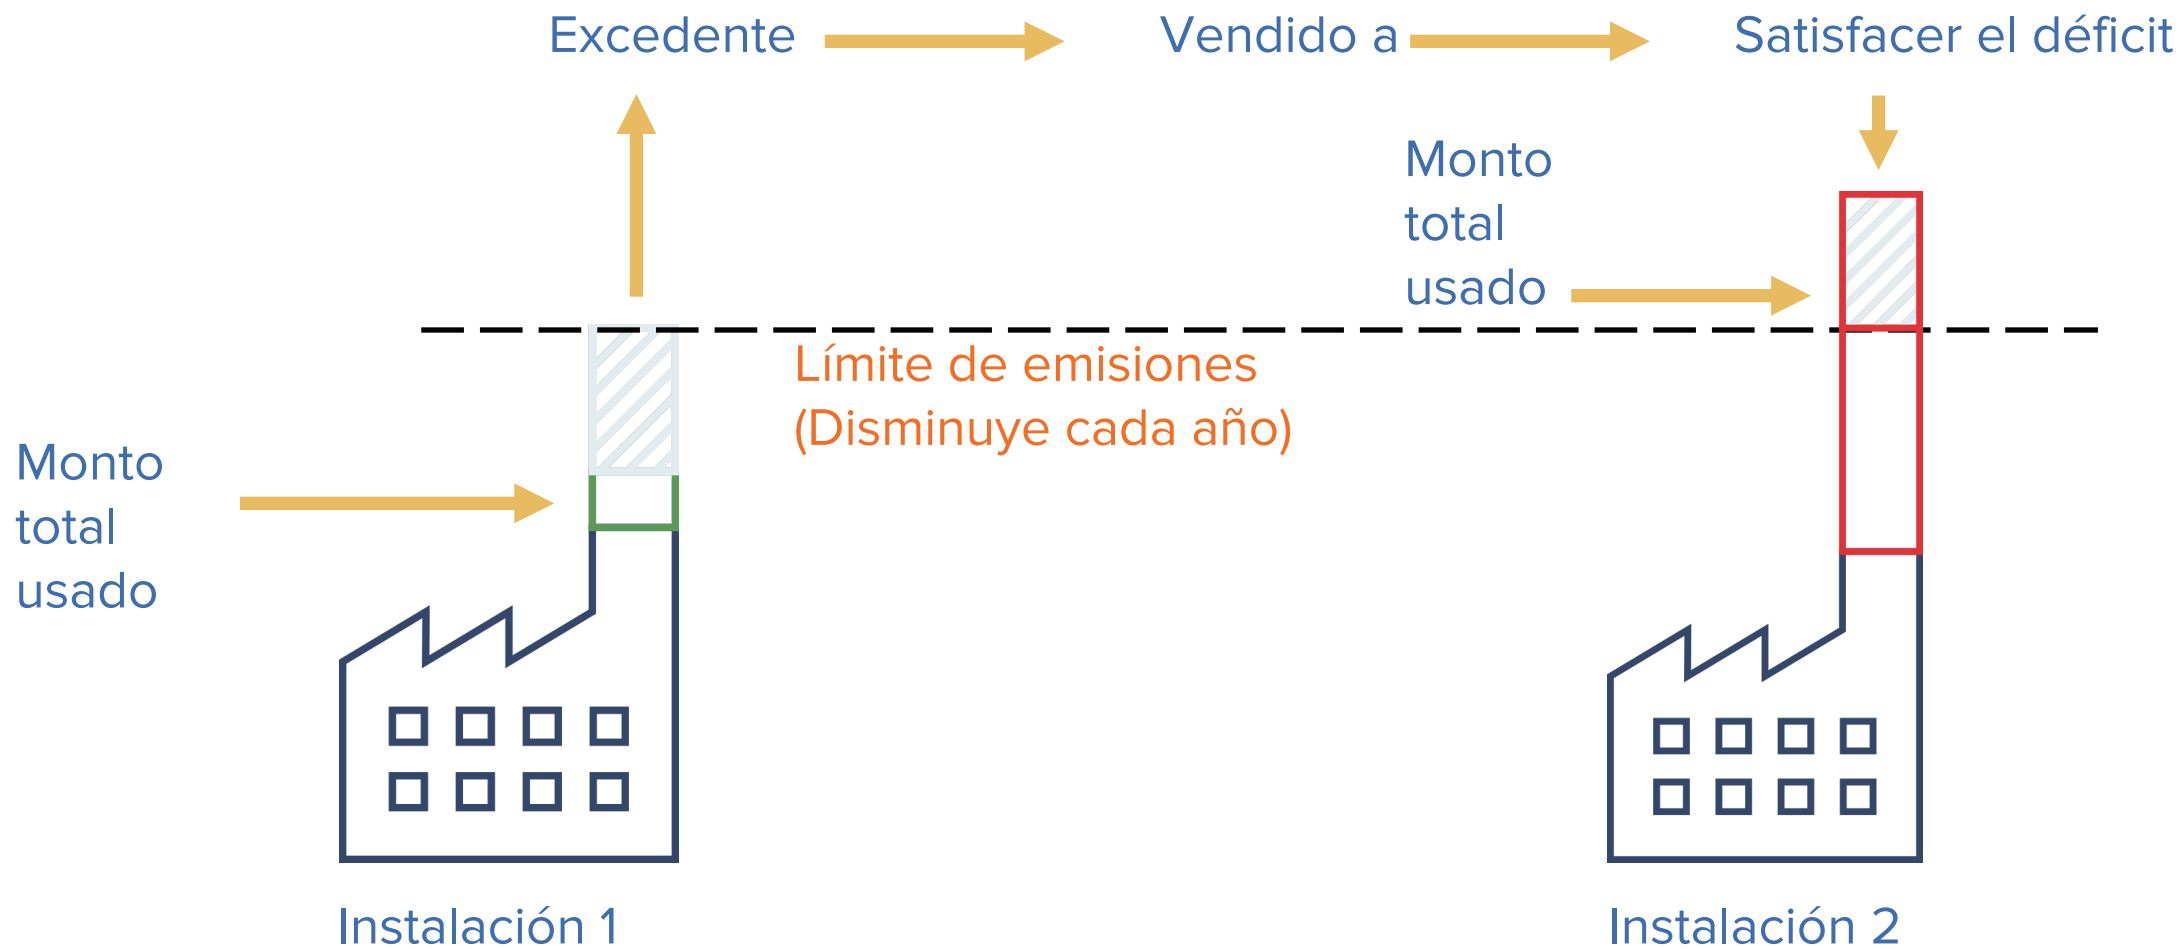 Excedente
Vendido a
Satisfacer el déficit
Monto
total
usado
Límite de emisiones
(Disminuye cada año)
Monto
total
usado
Instalación 1
Instalación 2